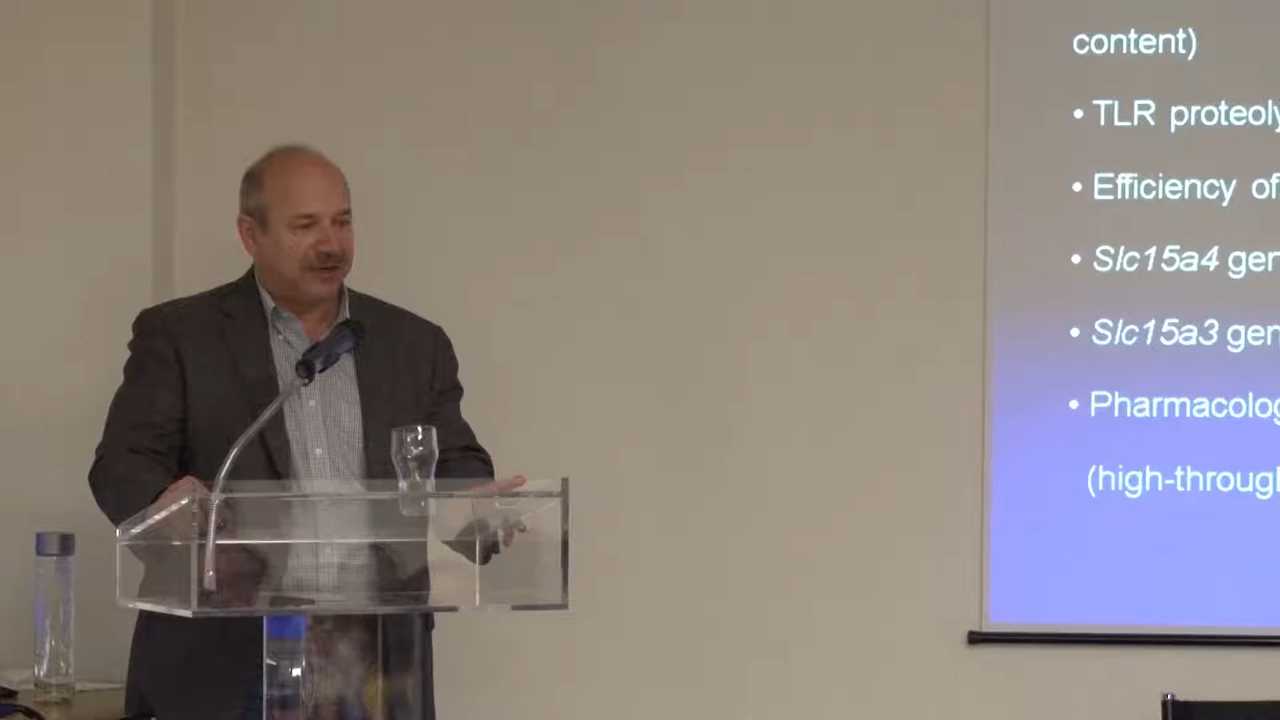 content)
• TLR proteoly
• Efficiency of
• Slc15a4 gen
• Slc15a3 gen
• Pharmacolog
(high-throug